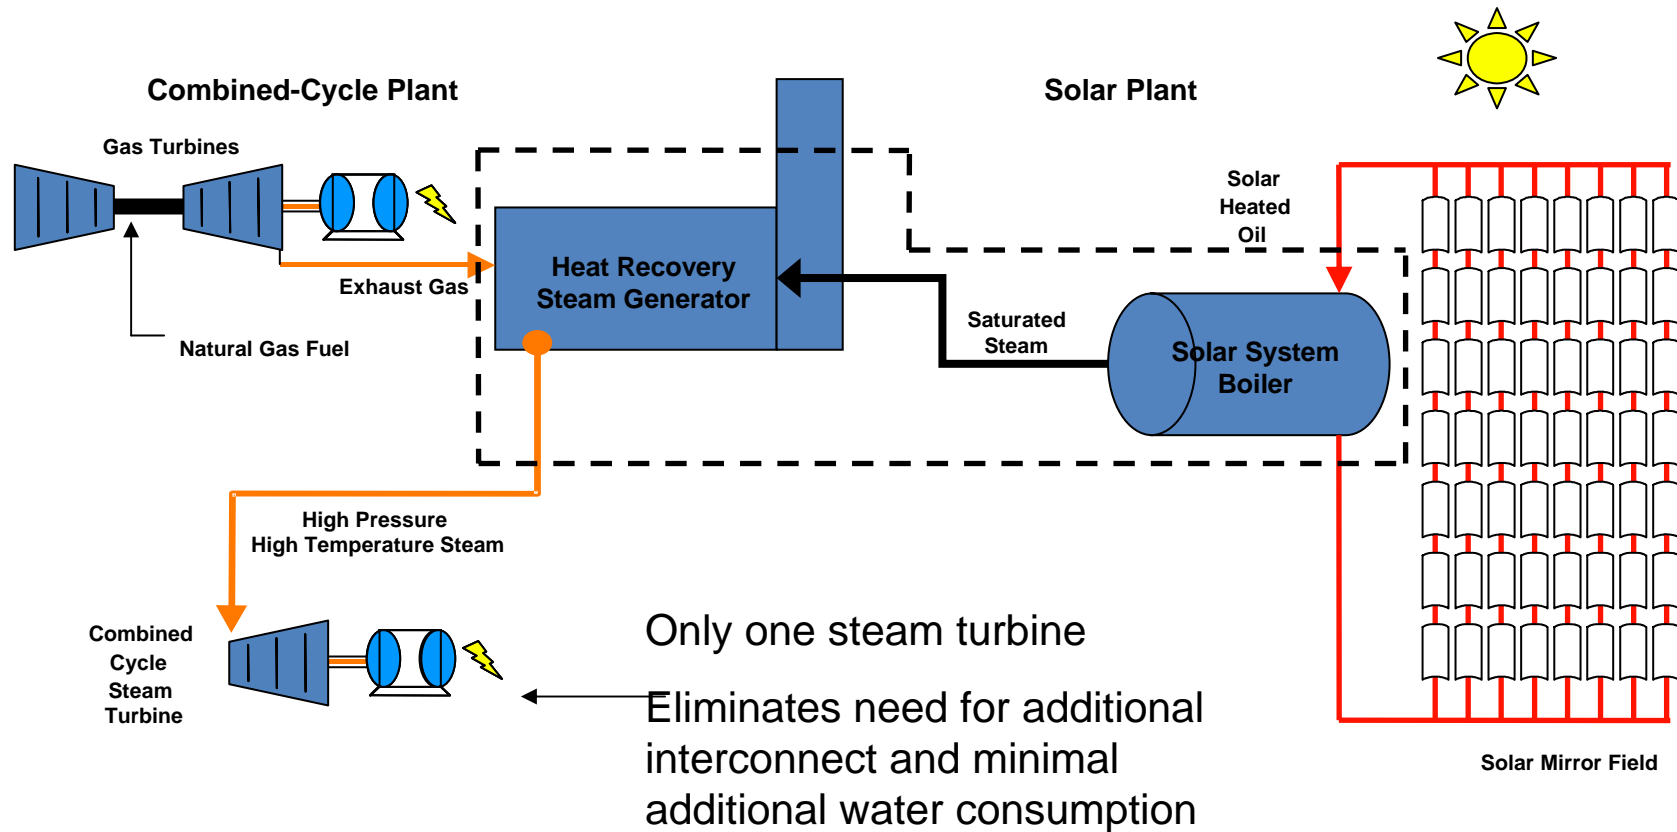 Combined-Cycle Plant
Solar Plant
Gas Turbines
Solar
Heated
Oil
Exhaust Gas
Heat Recovery
Steam Generator
Natural Gas Fuel
Saturated
Steam
Solar System
Boiler
High Pressure
High Temperature Steam
Combined
Cycle
Steam
Turbine
Only one steam turbine
Eliminates need for additional
interconnect and minimal
additional water consumption
Solar Mirror Field